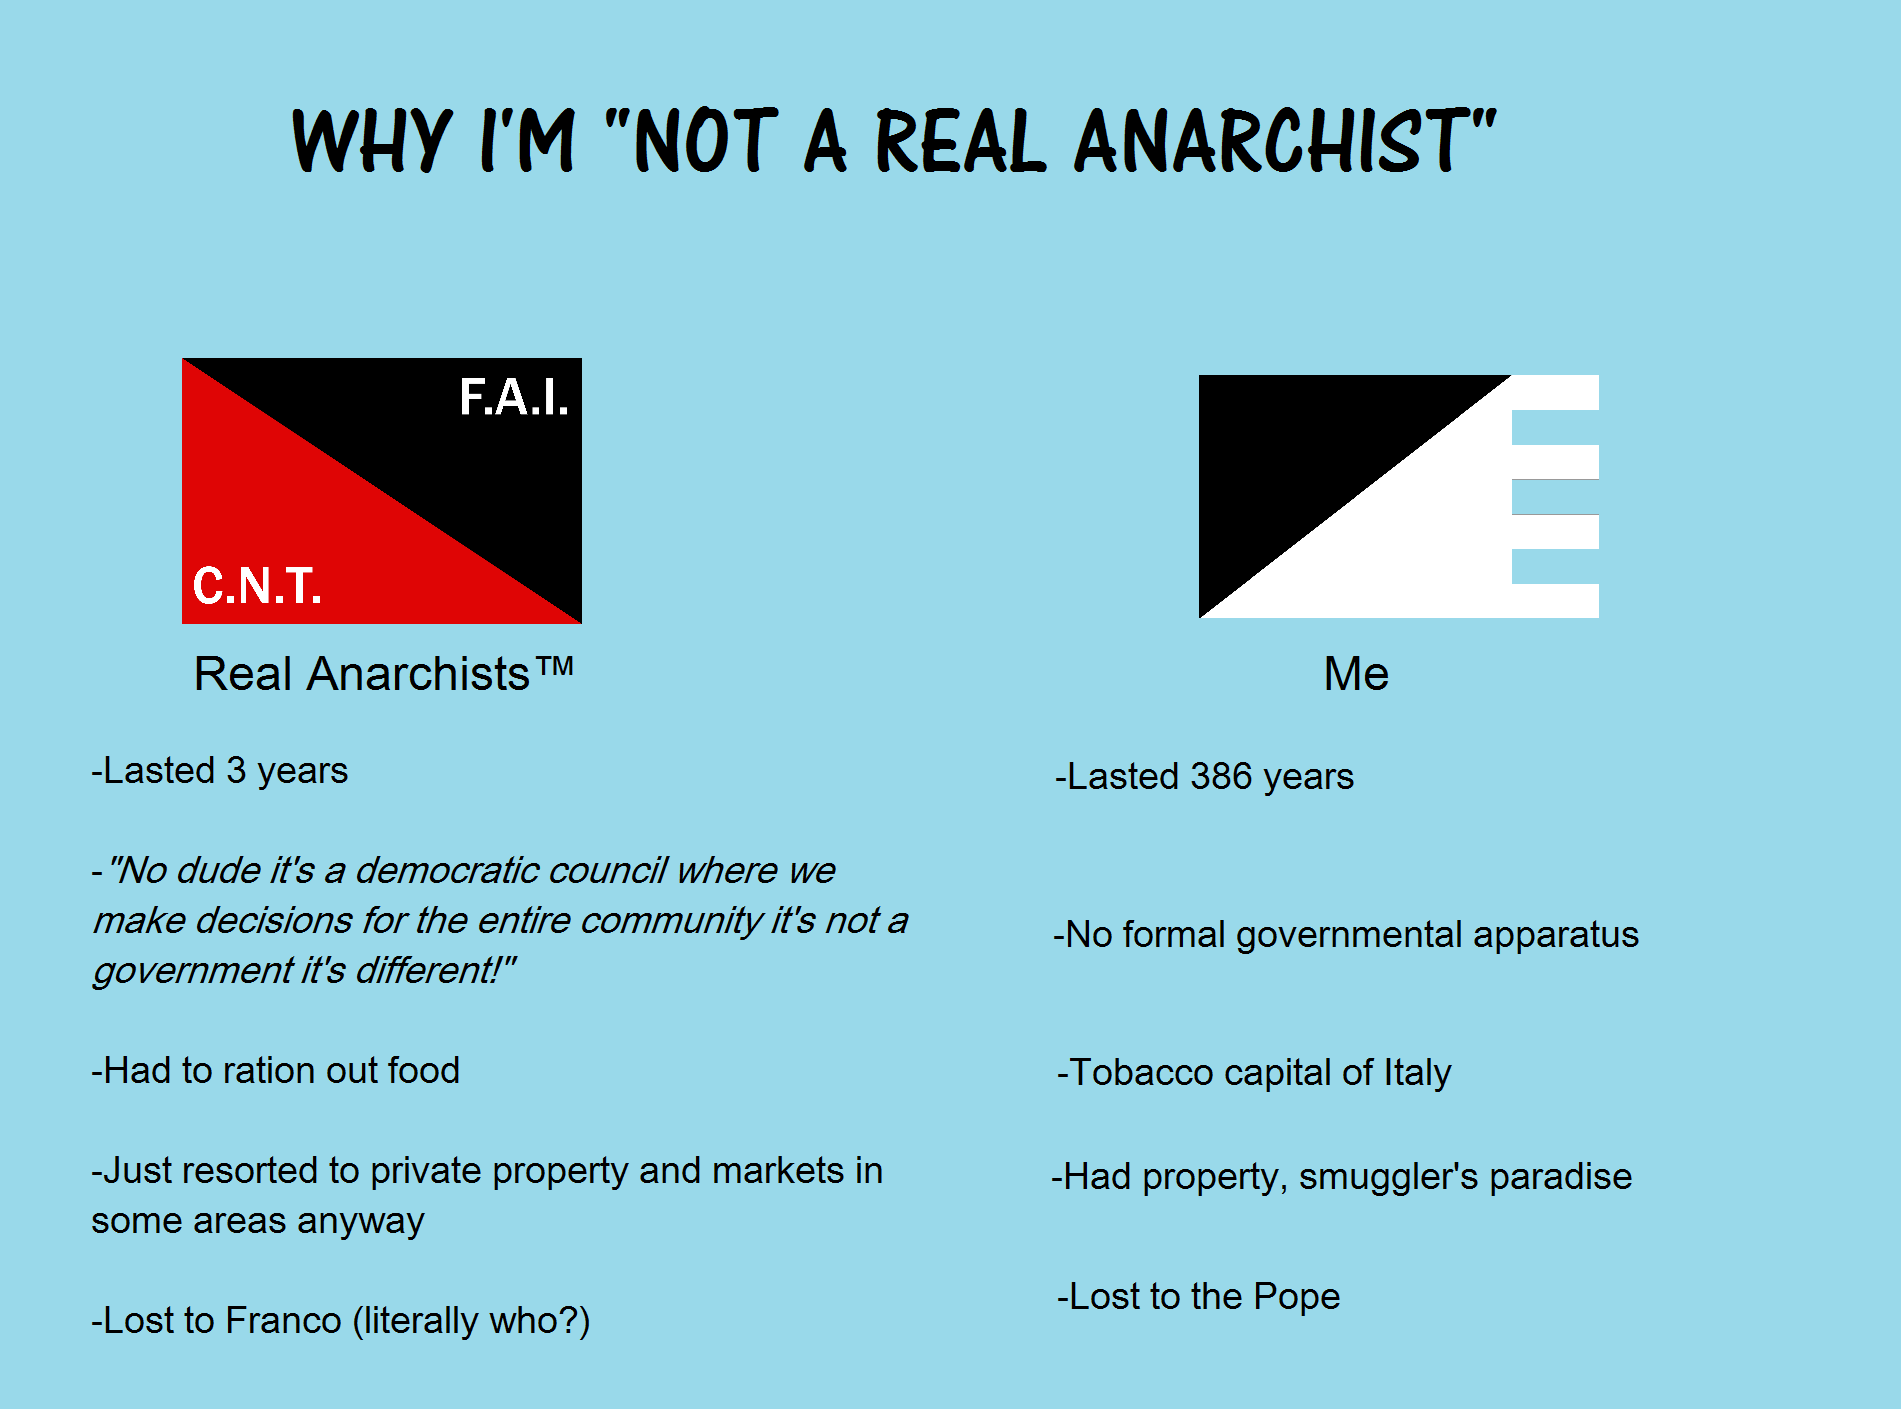 WHY I'M "NOT A REAL ANARCHIST"
F.A.I.
C.N.T.
Real Anarchists™
-Lasted 3 years
-"No dude it's a democratic council where we
make decisions for the entire community it's not a
government it's different!"
-Had to ration out food
-Just resorted to private property and markets in
some areas anyway
-Lost to Franco (literally who?)
Me
-Lasted 386 years
-No formal governmental apparatus
-Tobacco capital of Italy
-Had property, smuggler's paradise
-Lost to the Pope